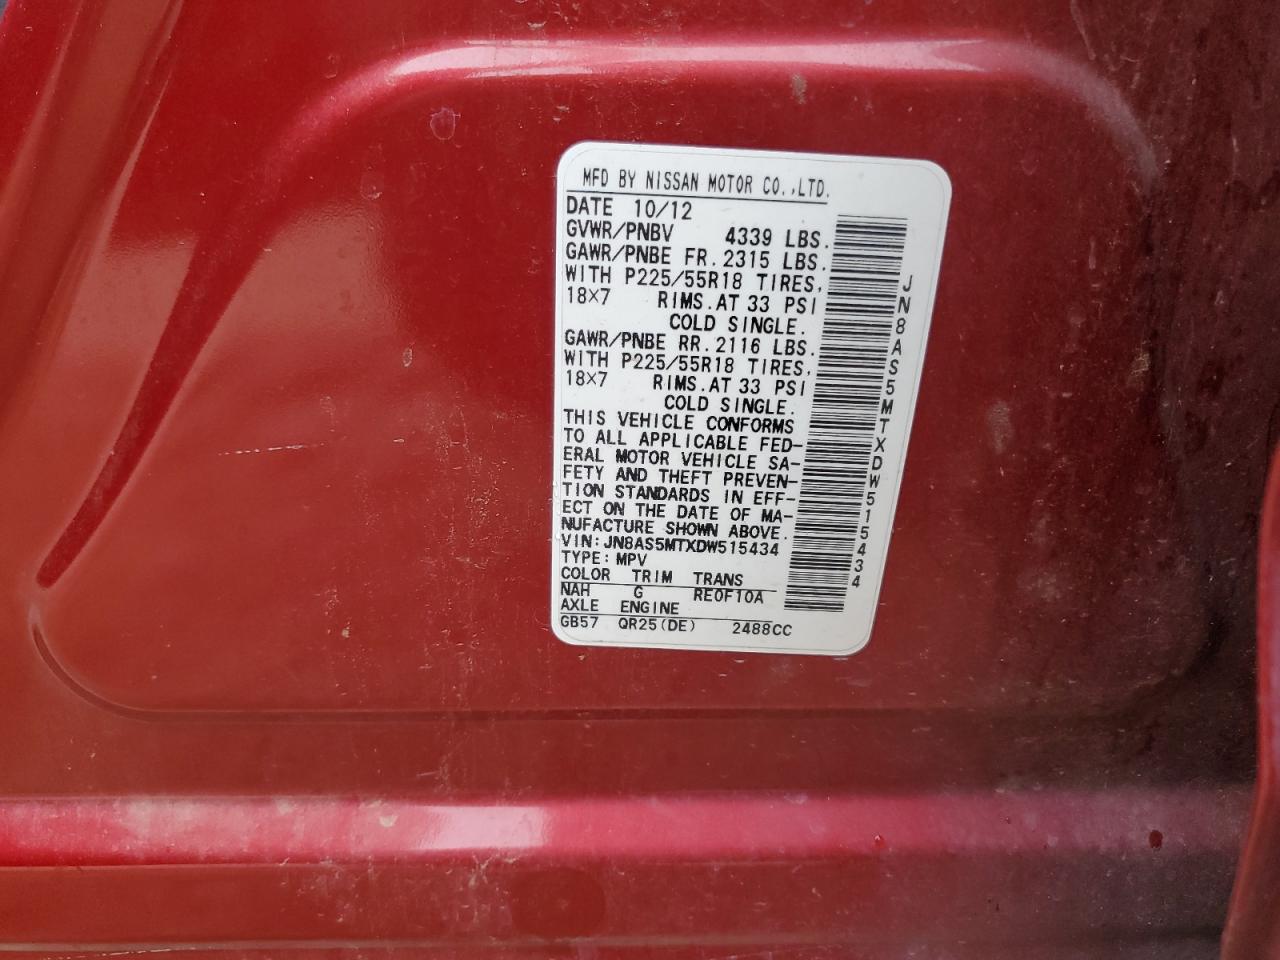 MFD BY NISSAN MOTOR CO.,LTD.
DATE 10/12
GVWR/PNBV 4339 LBS.
GAWR/PNBE FR. 2315 LBS.
WITH P225/55R18 TIRES,
18×7 RIMS. AT 33 PSI
COLD SINGLE.
GAWR/PNBE RR. 2116 LBS.
WITH P225/55R18 TIRES,
18×7 RIMS. AT 33 PSI
COLD SINGLE.
THIS VEHICLE CONFORMS
TO ALL APPLICABLE FED-
ERAL MOTOR VEHICLE SA-
FETY AND THEFT PREVEN-
TION STANDARDS IN EFF-
ECT ON THE DATE OF MA-
NUFACTURE SHOWN ABOVE.
VIN: JN8AS5MTXDW515434
TYPE: MPV
COLOR TRIM TRANS
NAH G RE0F10A
AXLE ENGINE
GB57 QR25(DE) 2488CC
JN8AS5MTXDW515434